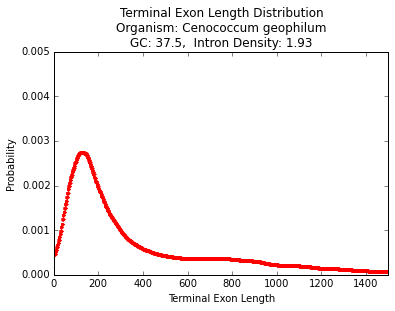 Terminal Exon Length Distribution
Organism: Cenococcum geophilum
GC: 37.5,  Intron Density: 1.93
0.005
0.004
0.003
0.002
0.001
0.000
Probability
0 200 400 600 800 1000 1200 1400
Terminal Exon Length